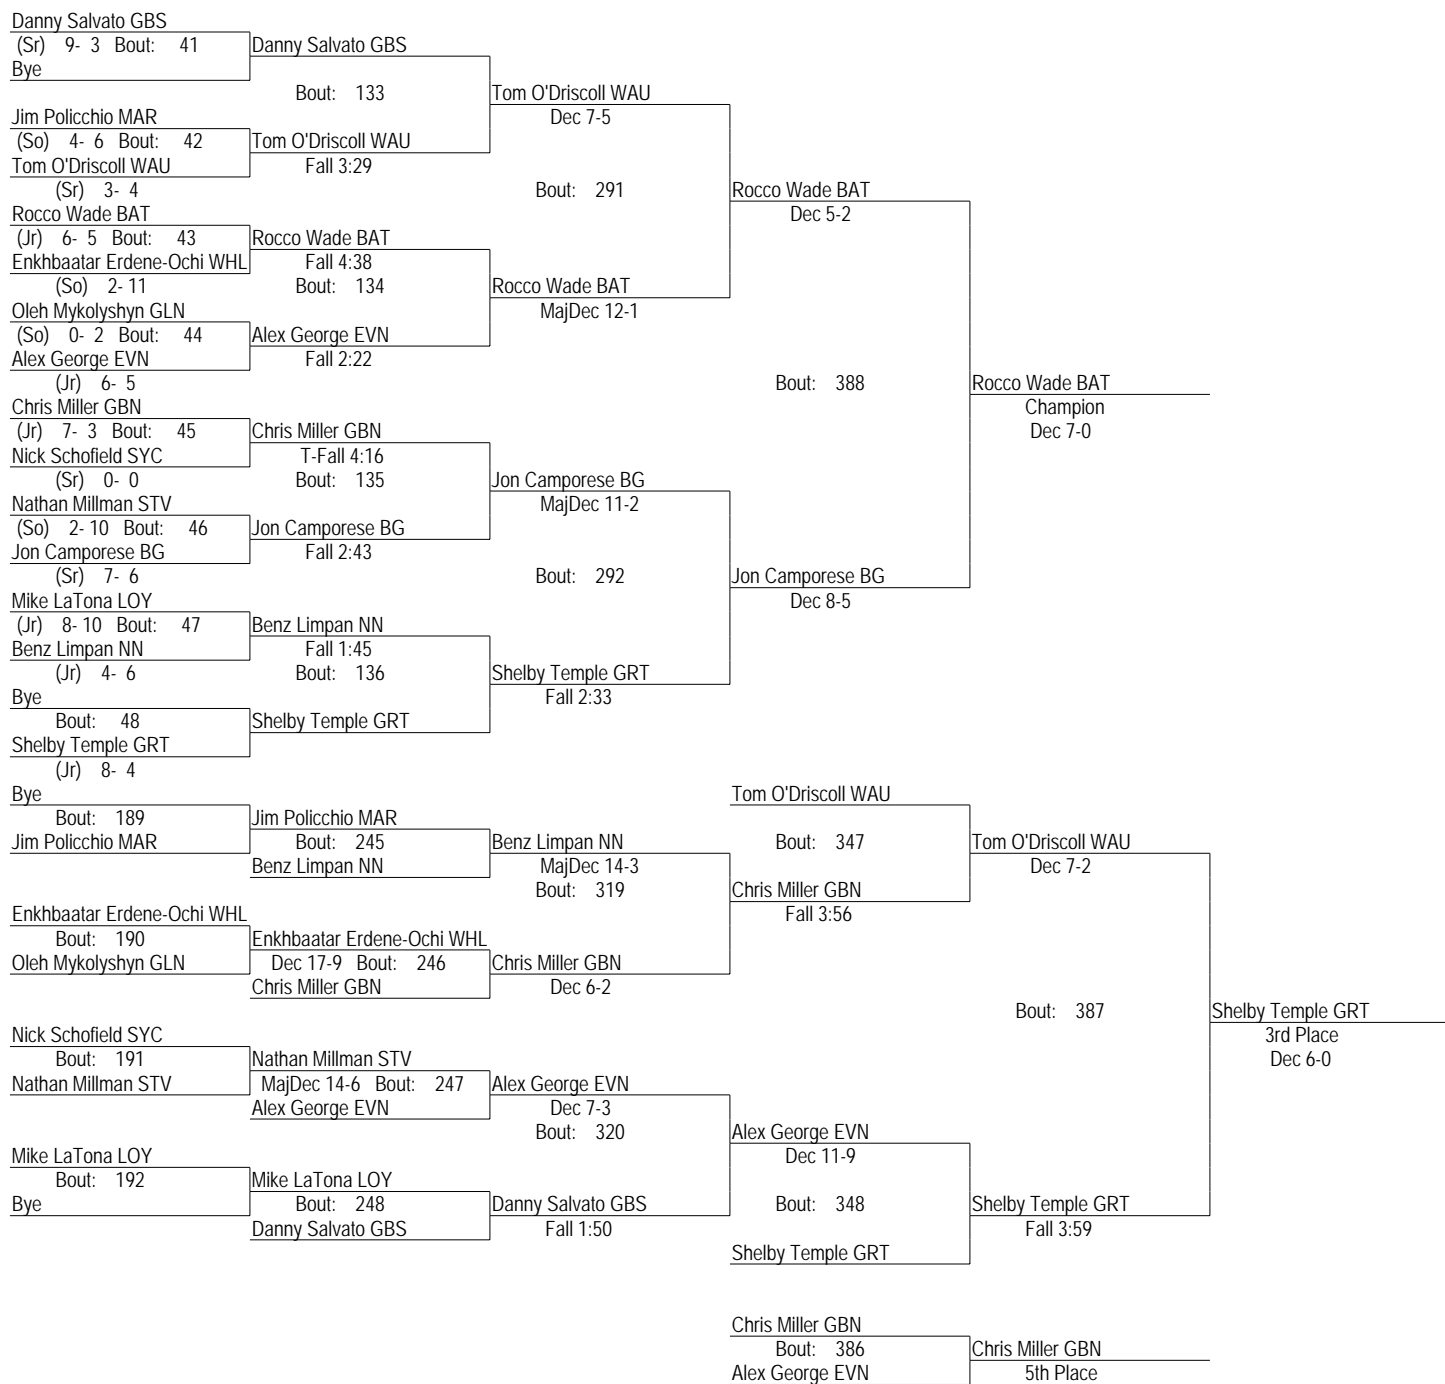 Danny Salvato GBS
(Sr) 9- 3 Bout: 41 Danny Salvato GBS
Bye
Bout: 133 Tom O'Driscoll WAU
Jim Policchio MAR Dec 7-5
(So) 4- 6 Bout: 42 Tom O'Driscoll WAU
Tom O'Driscoll WAU Fall 3:29
(Sr) 3- 4 Bout: 291 Rocco Wade BAT
Rocco Wade BAT Dec 5-2
(Jr) 6- 5 Bout: 43 Rocco Wade BAT
Enkhbaatar Erdene-Ochi WHL Fall 4:38
(So) 2- 11 Bout: 134 Rocco Wade BAT
Oleh Mykolyshyn GLN MajDec 12-1
(So) 0- 2 Bout: 44 Alex George EVN
Alex George EVN Fall 2:22
(Jr) 6- 5 Bout: 388 Rocco Wade BAT
Chris Miller GBN Champion
(Jr) 7- 3 Bout: 45 Chris Miller GBN Dec 7-0
Nick Schofield SYC T-Fall 4:16
(Sr) 0- 0 Bout: 135 Jon Camporese BG
Nathan Millman STV MajDec 11-2
(So) 2- 10 Bout: 46 Jon Camporese BG
Jon Camporese BG Fall 2:43
(Sr) 7- 6 Bout: 292 Jon Camporese BG
Mike LaTona LOY Dec 8-5
(Jr) 8- 10 Bout: 47 Benz Limpan NN
Benz Limpan NN Fall 1:45
(Jr) 4- 6 Bout: 136 Shelby Temple GRT
Bye Fall 2:33
Bout: 48 Shelby Temple GRT
Shelby Temple GRT
(Jr) 8- 4
Bye Tom O'Driscoll WAU
Bout: 189 Jim Policchio MAR
Jim Policchio MAR Bout: 245 Benz Limpan NN Bout: 347 Tom O'Driscoll WAU
Benz Limpan NN MajDec 14-3 Dec 7-2
Bout: 319 Chris Miller GBN
Enkhbaatar Erdene-Ochi WHL Fall 3:56
Bout: 190 Enkhbaatar Erdene-Ochi WHL
Oleh Mykolyshyn GLN Dec 17-9 Bout: 246 Chris Miller GBN
Chris Miller GBN Dec 6-2
Bout: 387 Shelby Temple GRT
Nick Schofield SYC 3rd Place
Bout: 191 Nathan Millman STV Dec 6-0
Nathan Millman STV MajDec 14-6 Bout: 247 Alex George EVN
Alex George EVN Dec 7-3
Bout: 320 Alex George EVN
Mike LaTona LOY Dec 11-9
Bout: 192 Mike LaTona LOY
Bye Bout: 248 Danny Salvato GBS Bout: 348 Shelby Temple GRT
Danny Salvato GBS Fall 1:50 Fall 3:59
Shelby Temple GRT
Chris Miller GBN
Bout: 386 Chris Miller GBN
Alex George EVN 5th Place